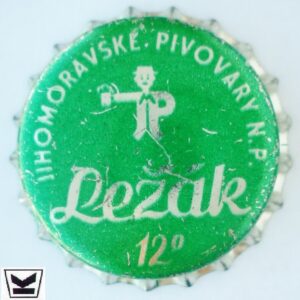 JIHOMORAVSKÉ PIVOVARY N.P.
Ležák
12º